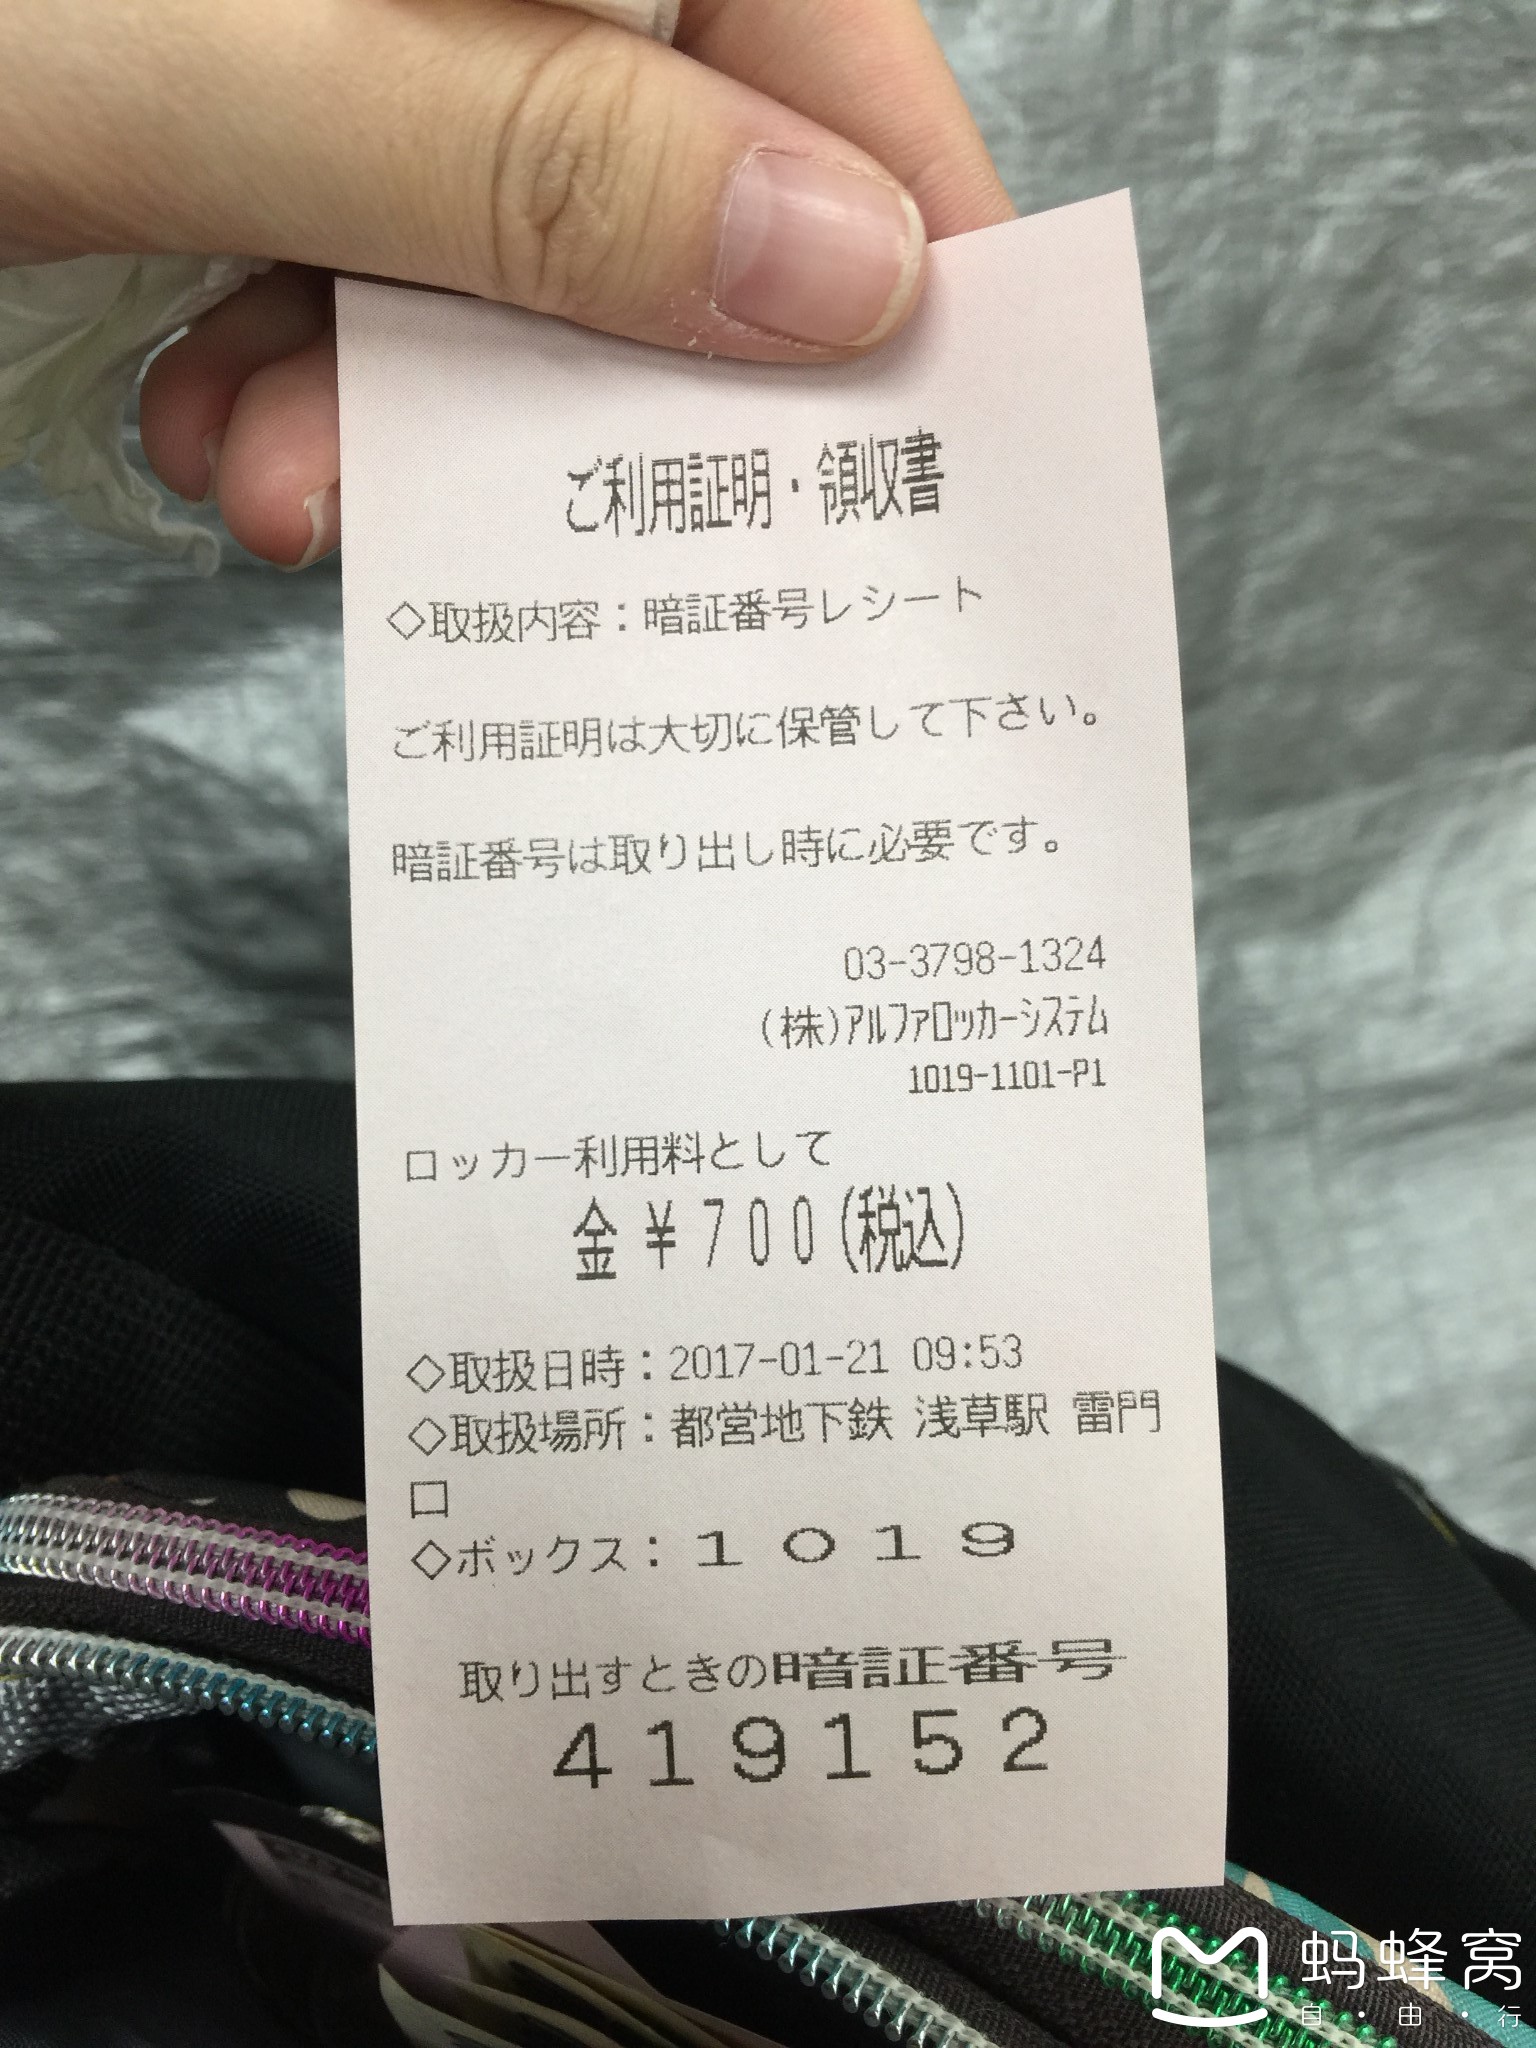 ご利用証明・領収書
◇取扱内容：暗証番号レシート
ご利用証明は大切に保管して下さい。
暗証番号は取り出し時に必要です。
03-3798-1324
(株)ｱﾙﾌｧﾛｯｶｰｼｽﾃﾑ
1019-1101-P1
ロッカー利用料として
金￥７００(税込)
◇取扱日時：2017-01-21 09:53
◇取扱場所：都営地下鉄 浅草駅 雷門
口
◇ボックス：１０１９
取り出すときの暗証番号
４１９１５２
蚂蜂窝
自·由·行